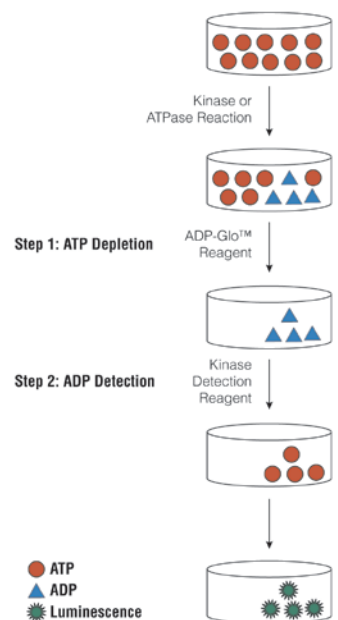 Kinase or
ATPase Reaction
Step 1: ATP Depletion
ADP-Glo™
Reagent
Step 2: ADP Detection
Kinase
Detection
Reagent
ATP
ADP
Luminescence